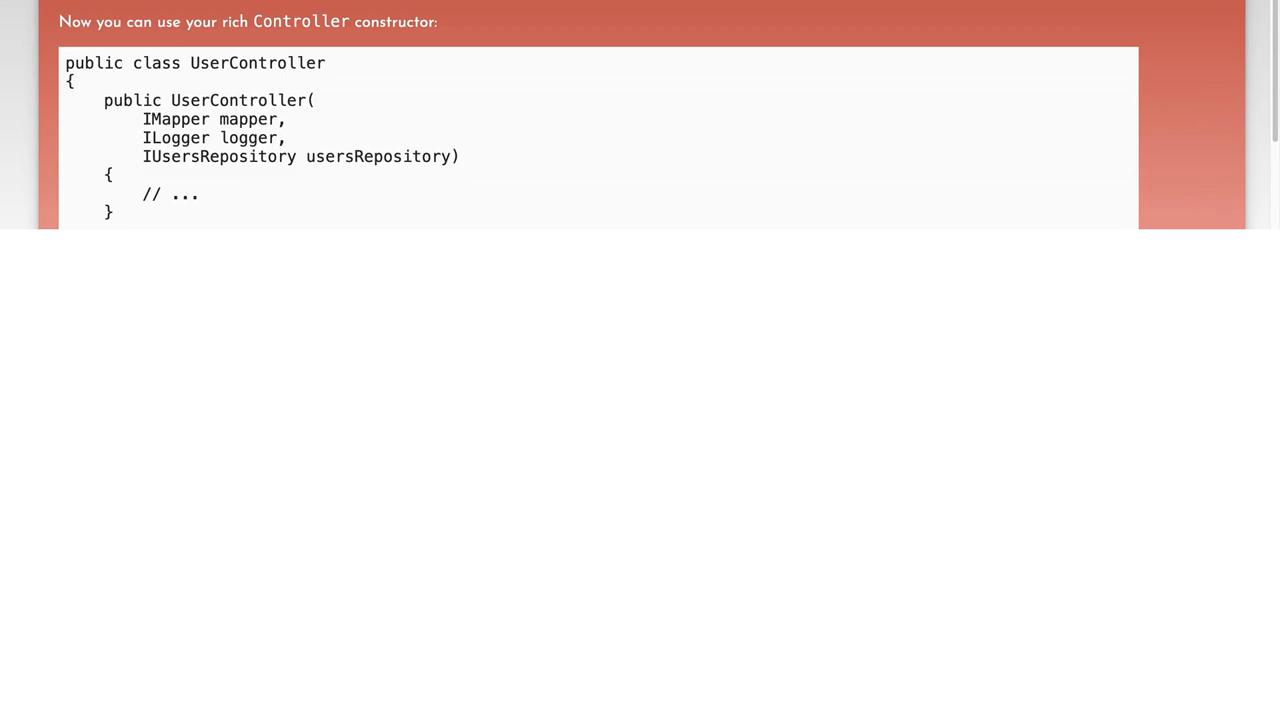 Now you can use your rich Controller constructor:
public class UserController
{
    public UserController(
        IMapper mapper,
        ILogger logger,
        IUsersRepository usersRepository)
    {
        // ...
    }